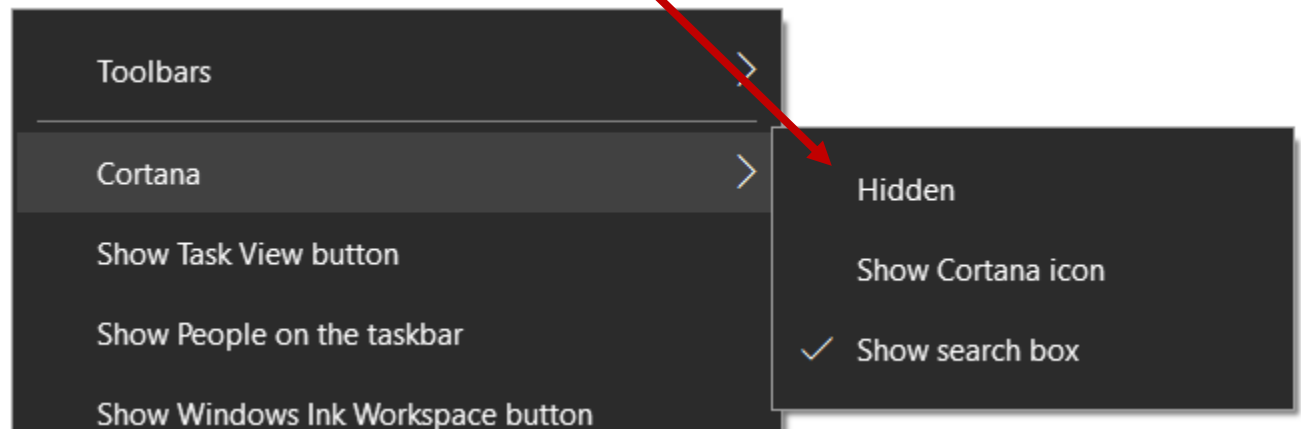 Toolbars
Cortana
Show Task View button
Show People on the taskbar
Show Windows Ink Workspace button
Hidden
Show Cortana icon
Show search box